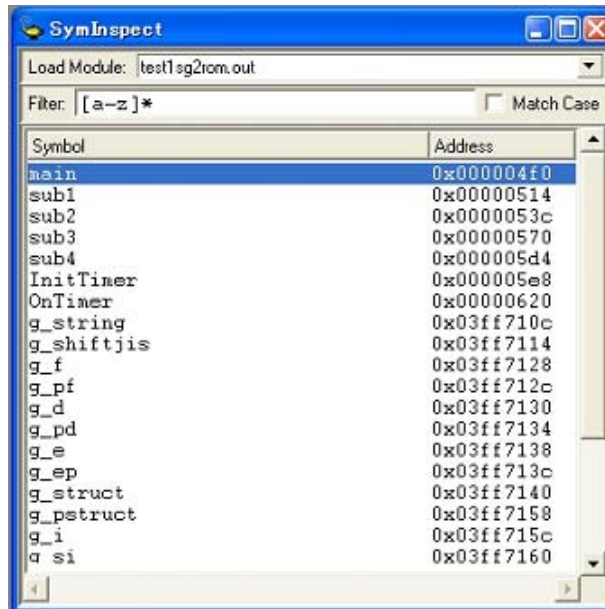 SymInspect
Load Module: test1sg2rom.out
Filter: [a-z]* Match Case
Symbol Address
main 0x000004f0
sub1 0x00000514
sub2 0x0000053c
sub3 0x00000570
sub4 0x000005d4
InitTimer 0x000005e8
OnTimer 0x00000620
g_string 0x03ff710c
g_shiftjis 0x03ff7114
g_f 0x03ff7128
g_pf 0x03ff712c
g_d 0x03ff7130
g_pd 0x03ff7134
g_e 0x03ff7138
g_ep 0x03ff713c
g_struct 0x03ff7140
g_pstruct 0x03ff7158
g_i 0x03ff715c
g_si 0x03ff7160